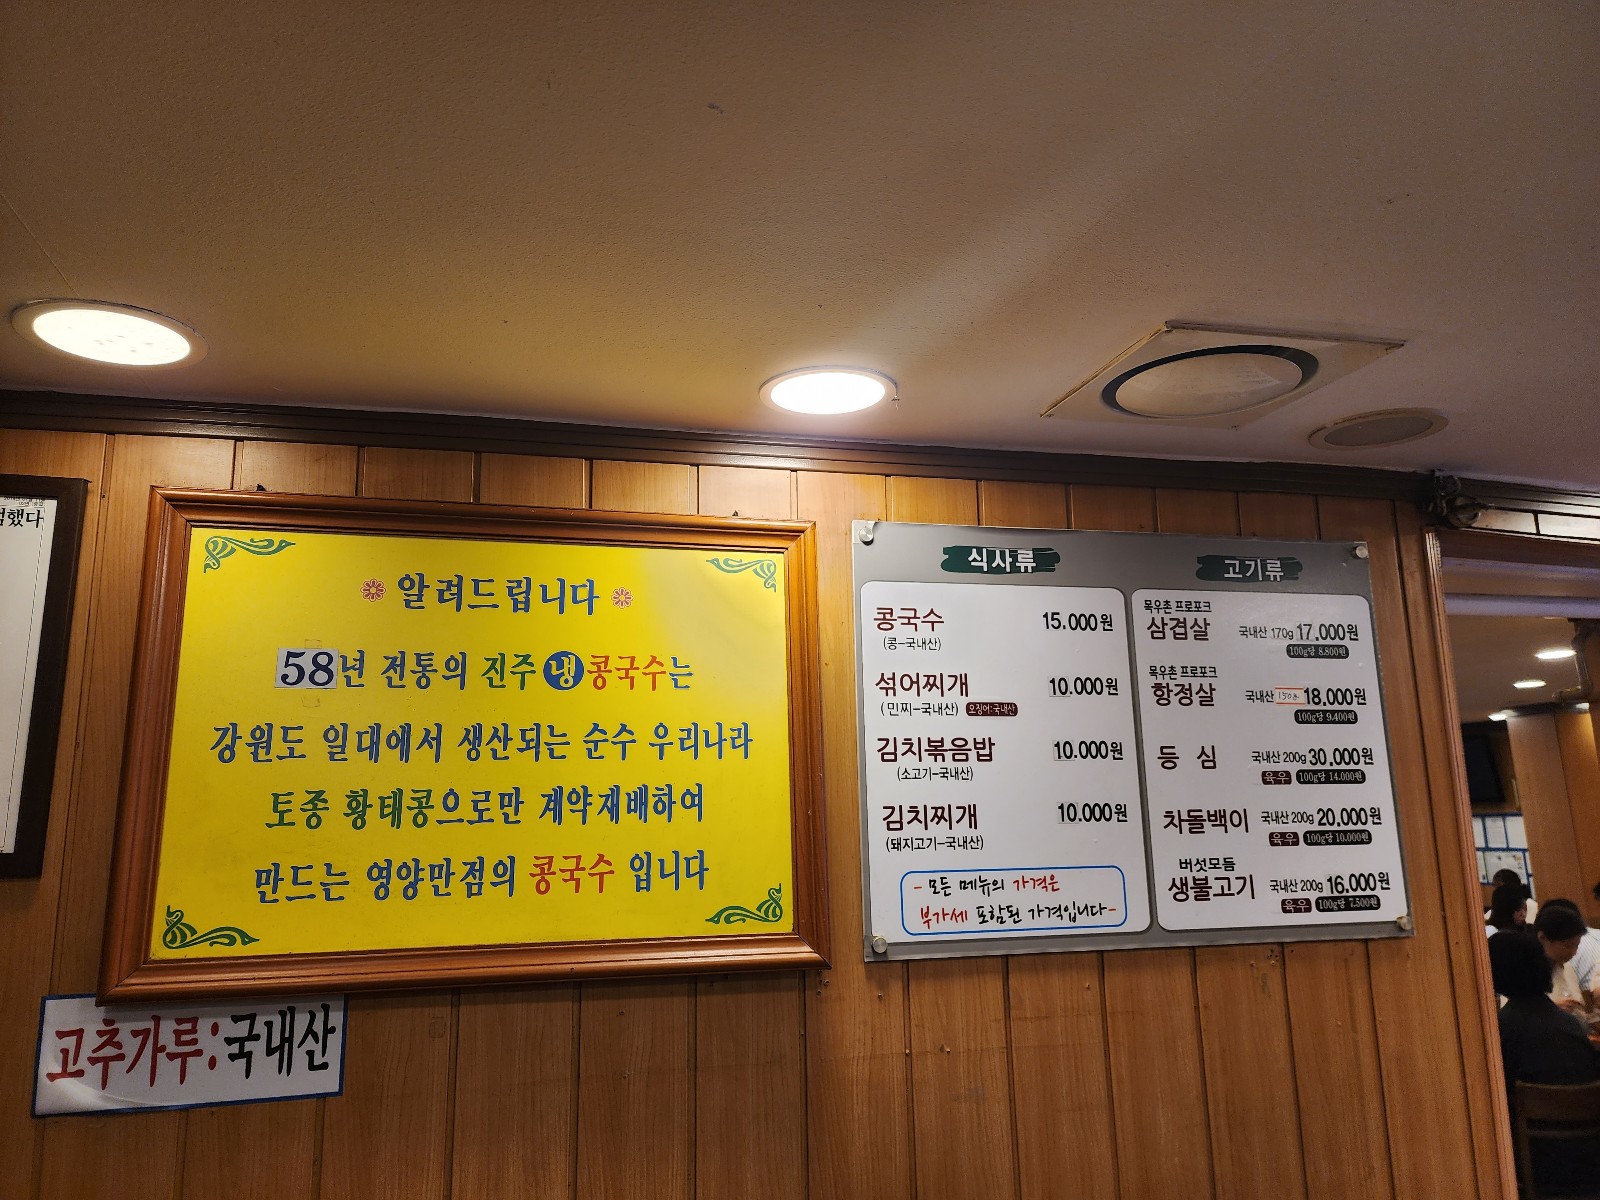 했다
알려드립니다
58년 전통의 진주 냉콩국수는
강원도 일대에서 생산되는 순수 우리나라
토종 황태콩으로만 계약재배하여
만드는 영양만점의 콩국수 입니다
고추가루:국내산
식사류
콩국수 15.000원
(콩-국내산)
섞어찌개 10.000원
(민찌-국내산) 오징어:국내산
김치볶음밥 10.000원
(소고기-국내산)
김치찌개 10.000원
(돼지고기-국내산)
- 모든 메뉴의 가격은
부가세 포함된 가격입니다-
고기류
목우촌 프로포크
삼겹살 국내산 170g 17.000원
100g당 8.800원
목우촌 프로포크
항정살 국내산 150g 18.000원
100g당 9.400원
등 심 국내산 200g 30.000원
육우 100g당 14.000원
차돌백이 국내산 200g 20.000원
육우 100g당 10.000원
버섯모듬
생불고기 국내산 200g 16.000원
육우 100g당 7.500원